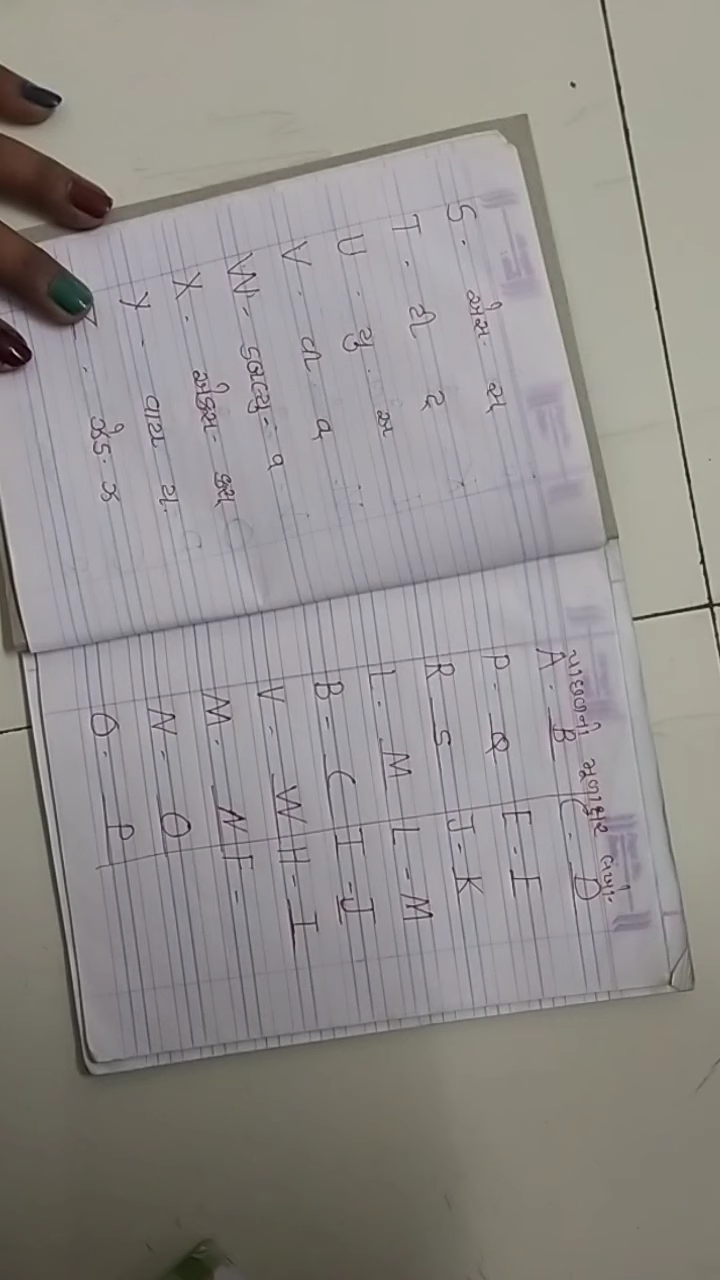 S. એસ. સ
T. ટી ટ
U. યુ. અ
V. વી. વ
W- ડબલ્યુ- વ
X- એક્સ- ક્સ
Y- વાય ય.
Z. ઝેડ. ઝ
પાછળનો મૂળાક્ષર લખો.
A- B C- D
P- Q E- F
R S J- K
L- M L- M
B- C I- J
V- W H- I
M- N F-
N- O
O- P